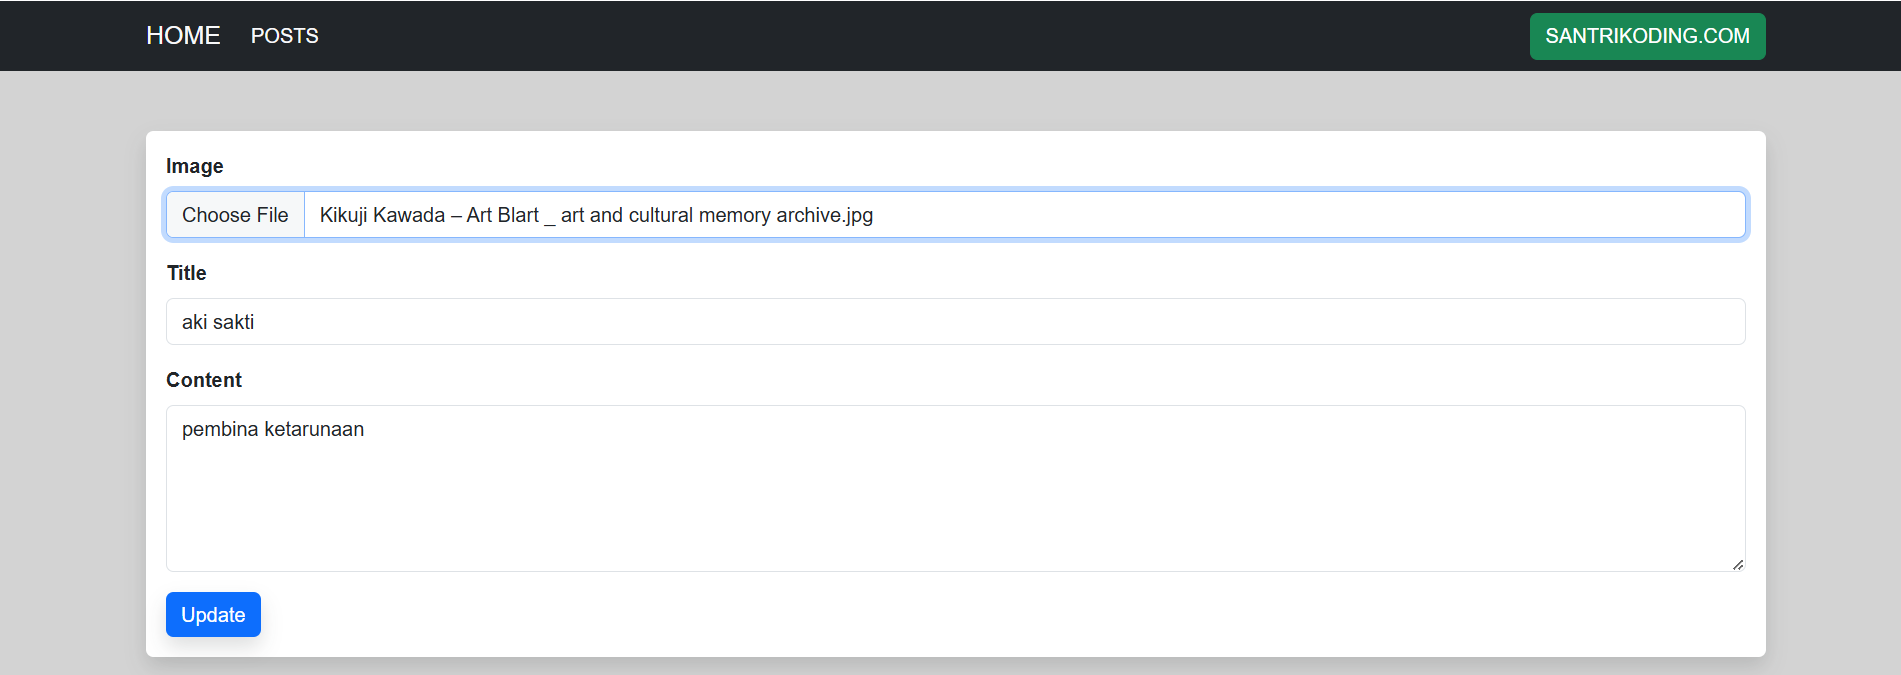 HOME POSTS SANTRIKODING.COM
Image
Choose File Kikuji Kawada – Art Blart _ art and cultural memory archive.jpg
Title
aki sakti
Content
pembina ketarunaan
Update